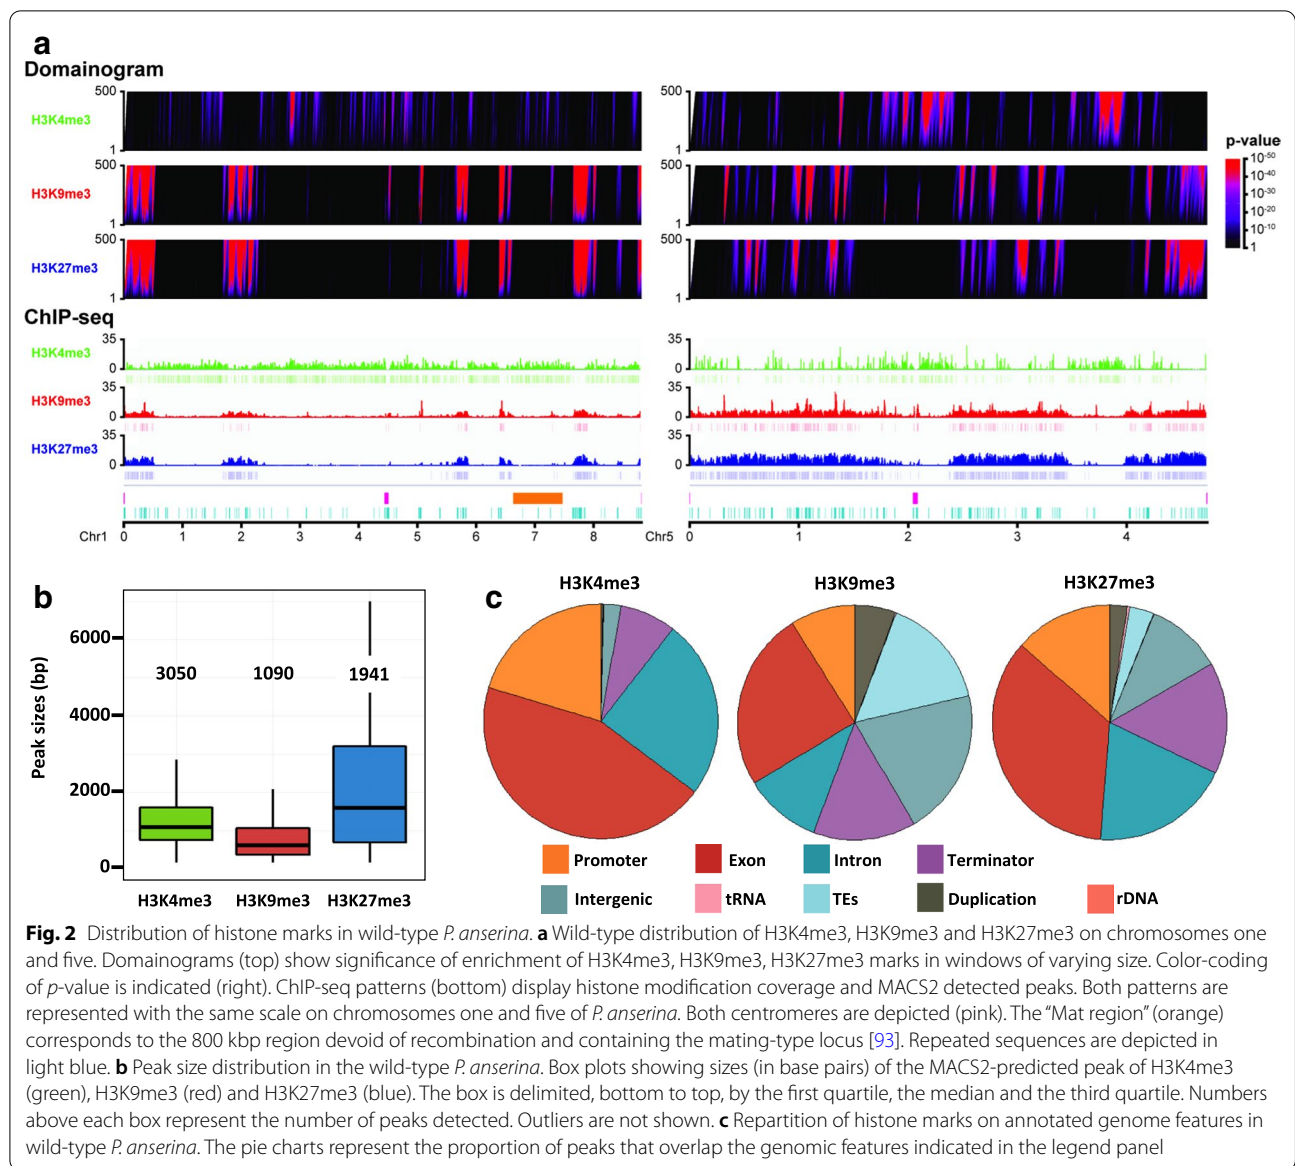 a
Domainogram
H3K4me3
500
1
500
1
H3K9me3
500
1
500
1
H3K27me3
500
1
500
1
p-value
10-50
10-40
10-30
10-20
10-10
1
ChIP-seq
H3K4me3
35
0
35
0
H3K9me3
35
0
35
0
H3K27me3
35
0
35
0
Chr1 0 1 2 3 4 5 6 7 8
Chr5 0 1 2 3 4
b
Peak sizes (bp)
6000
4000
2000
0
3050 1090 1941
H3K4me3 H3K9me3 H3K27me3
c
H3K4me3 H3K9me3 H3K27me3
Promoter Exon Intron Terminator
Intergenic tRNA TEs Duplication rDNA
Fig. 2 Distribution of histone marks in wild-type P. anserina. a Wild-type distribution of H3K4me3, H3K9me3 and H3K27me3 on chromosomes one
and five. Domainograms (top) show significance of enrichment of H3K4me3, H3K9me3, H3K27me3 marks in windows of varying size. Color-coding
of p-value is indicated (right). ChIP-seq patterns (bottom) display histone modification coverage and MACS2 detected peaks. Both patterns are
represented with the same scale on chromosomes one and five of P. anserina. Both centromeres are depicted (pink). The “Mat region” (orange)
corresponds to the 800 kbp region devoid of recombination and containing the mating-type locus [93]. Repeated sequences are depicted in
light blue. b Peak size distribution in the wild-type P. anserina. Box plots showing sizes (in base pairs) of the MACS2-predicted peak of H3K4me3
(green), H3K9me3 (red) and H3K27me3 (blue). The box is delimited, bottom to top, by the first quartile, the median and the third quartile. Numbers
above each box represent the number of peaks detected. Outliers are not shown. c Repartition of histone marks on annotated genome features in
wild-type P. anserina. The pie charts represent the proportion of peaks that overlap the genomic features indicated in the legend panel